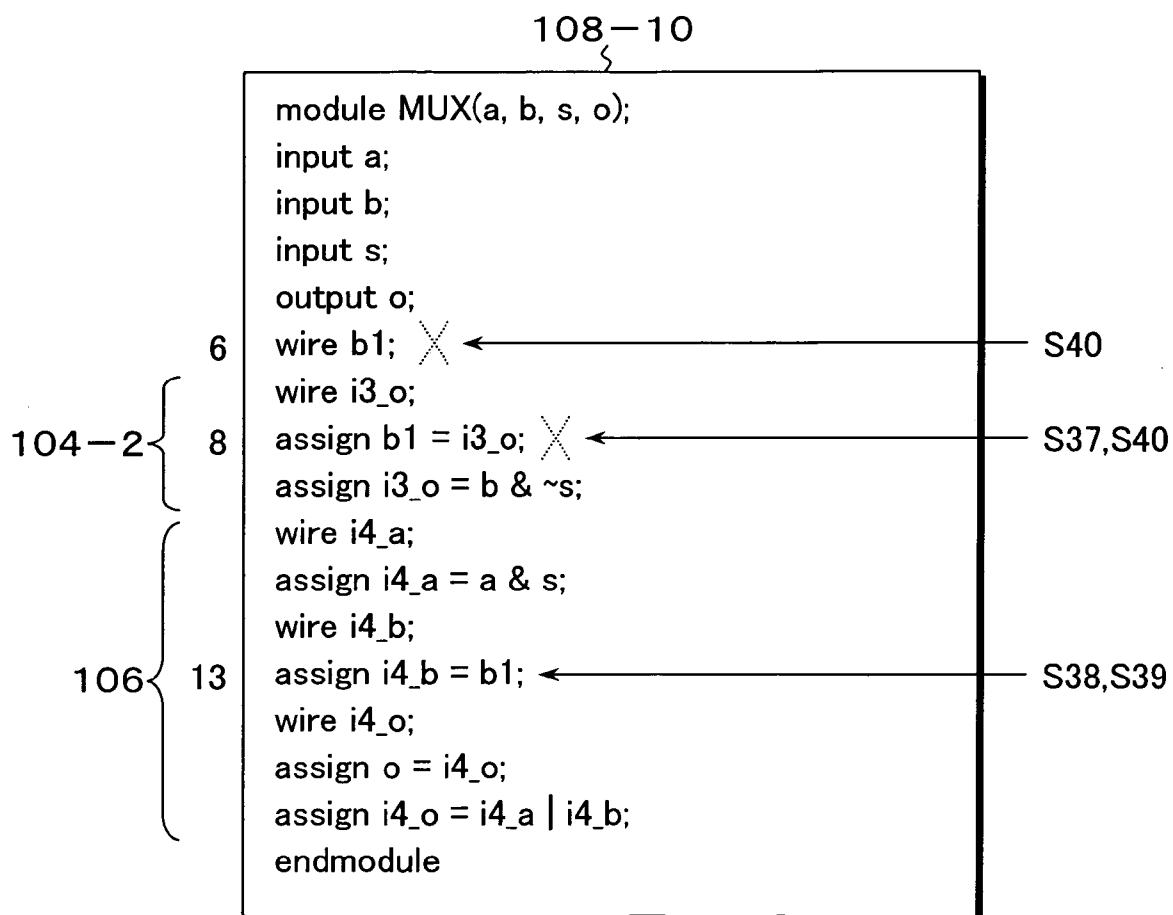 108-10
module MUX(a, b, s, o);
input a;
input b;
input s;
output o;
6 wire b1; S40
wire i3_o;
104-2 8 assign b1 = i3_o; S37,S40
assign i3_o = b & ~s;
wire i4_a;
assign i4_a = a & s;
wire i4_b;
106 13 assign i4_b = b1; S38,S39
wire i4_o;
assign o = i4_o;
assign i4_o = i4_a | i4_b;
endmodule